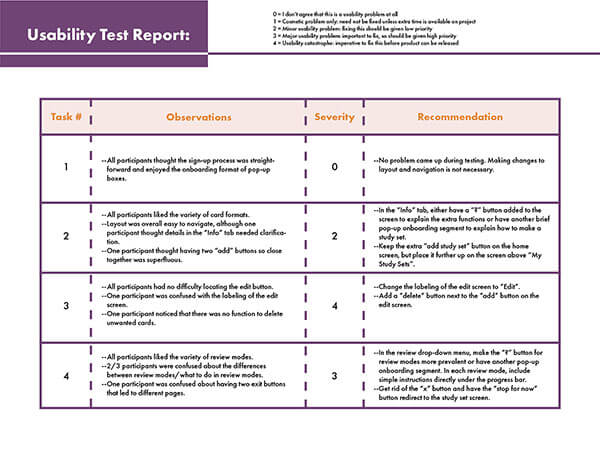 Usability Test Report:
0 = I don't agree that this is a usability problem at all
1 = Cosmetic problem only: need not be fixed unless extra time is available on project
2 = Minor usability problem: fixing this should be given low priority
3 = Major usability problem: important to fix, so should be given high priority
4 = Usability catastrophe: imperative to fix this before product can be released
Task #
Observations
Severity
Recommendation
1
--All participants thought the sign-up process was straight-
forward and enjoyed the onboarding format of pop-up
boxes.
0
--No problem came up during testing. Making changes to
layout and navigation is not necessary.
2
--All participants liked the variety of card formats.
--Layout was overall easy to navigate, although one
participant thought details in the "Info" tab needed clarifica-
tion.
--One participant thought having two "add" buttons so close
together was superfluous.
2
--In the "Info" tab, either have a "?" button added to the
screen to explain the extra functions or have another brief
pop-up onboarding segment to explain how to make a
study set.
--Keep the extra "add study set" button on the home
screen, but place it further up on the screen above "My
Study Sets".
3
--All participants had no difficulty locating the edit button.
--One participant was confused with the labeling of the edit
screen.
--One participant noticed that there was no function to delete
unwanted cards.
4
--Change the labeling of the edit screen to "Edit".
--Add a "delete" button next to the "add" button on the
edit screen.
4
--All participants liked the variety of review modes.
--2/3 participants were confused about the differences
between review modes/what to do in review modes.
--One participant was confused about having two exit buttons
that led to different pages.
3
--In the review drop-down menu, make the "?" button for
review modes more prevalent or have another pop-up
onboarding segment. In each review mode, include
simple instructions directly under the progress bar.
--Get rid of the "x" button and have the "stop for now"
button redirect to the study set screen.